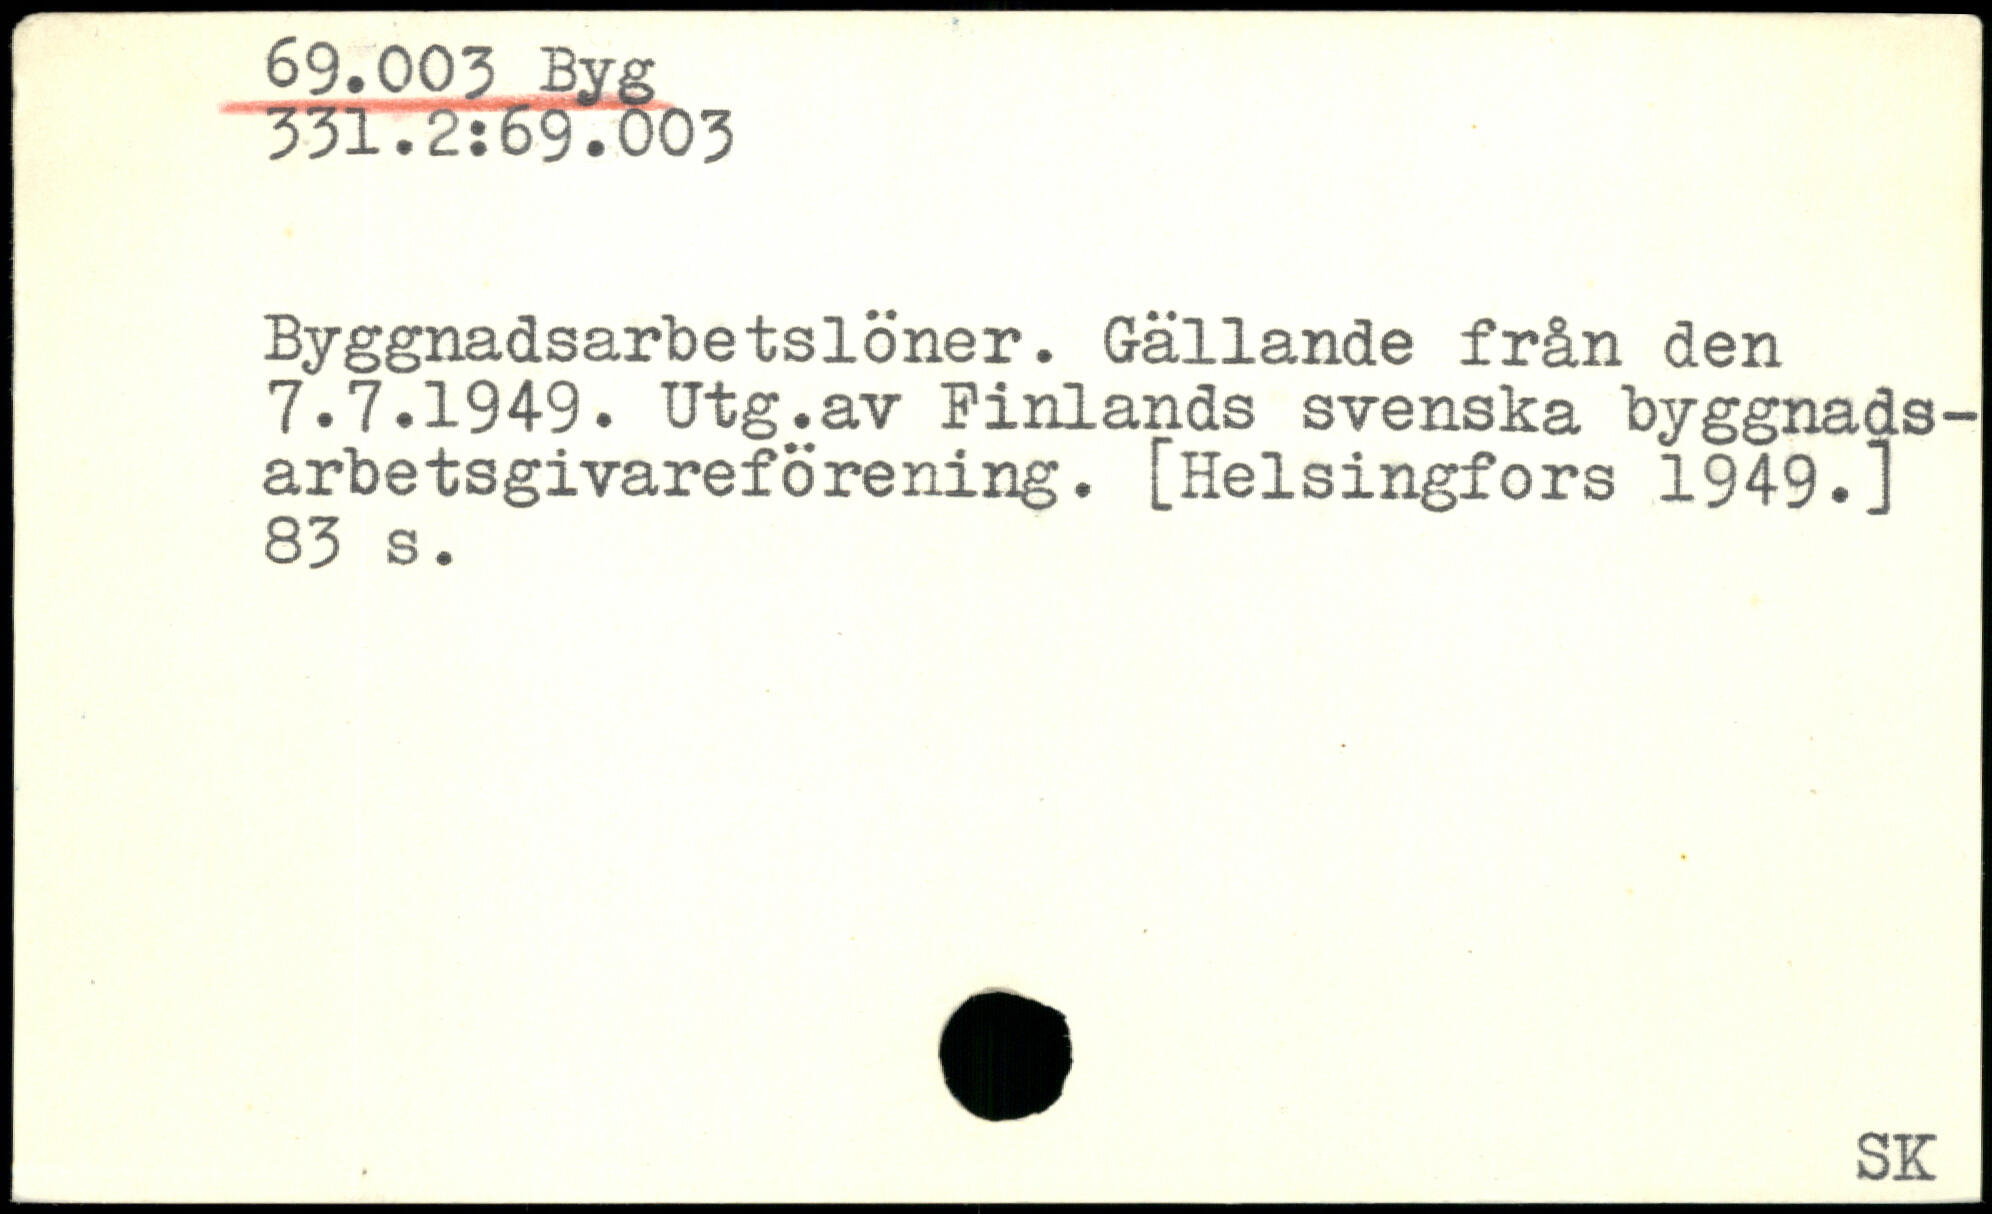 69.003 Byg
331.2:69.003
Byggnadsarbetslöner. Gällande från den
7.7.1949. Utg.av Finlands svenska byggnads-
arbetsgivareförening. [Helsingfors 1949.]
83 s.
SK